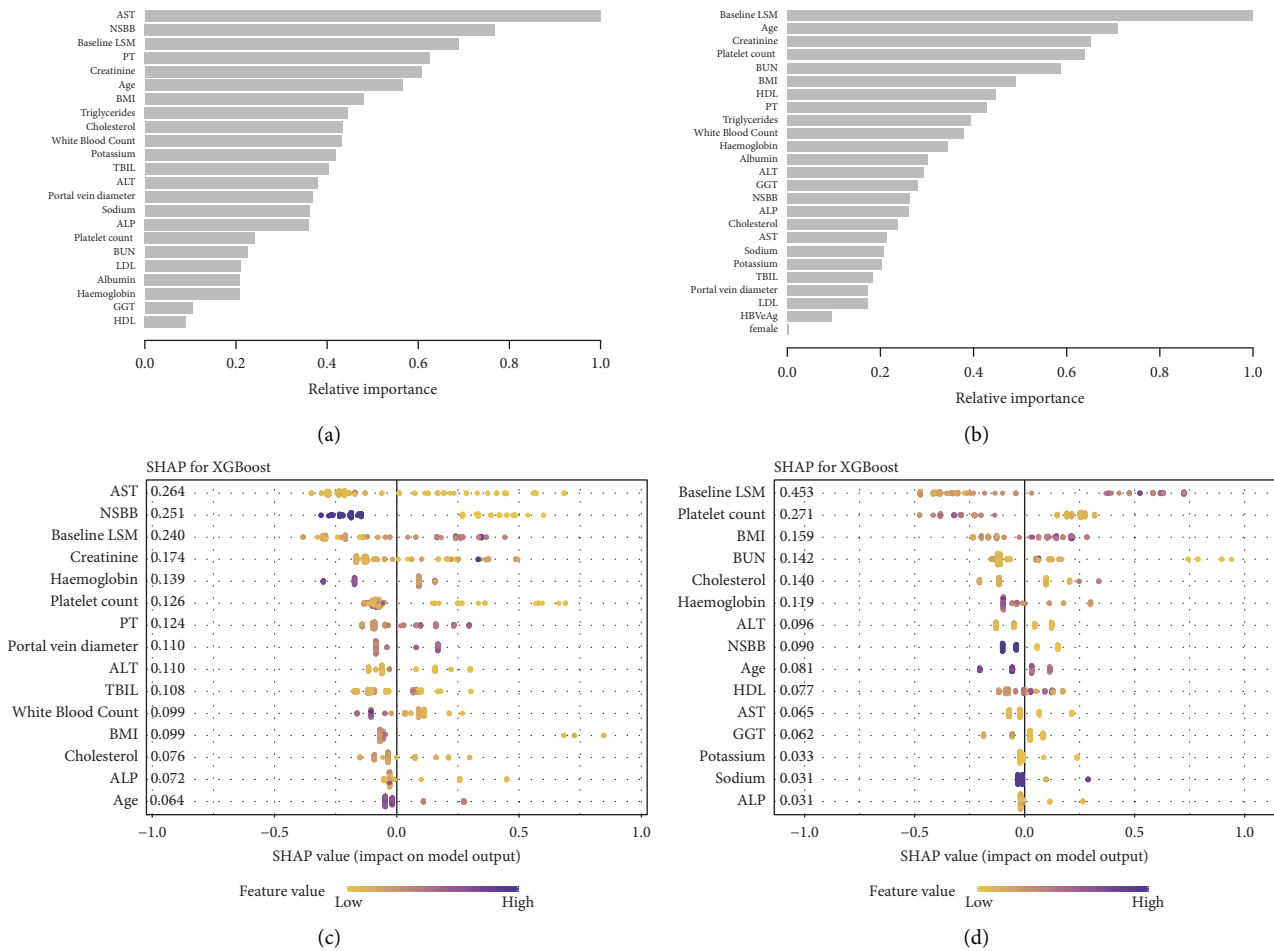 AST
NSBB
Baseline LSM
PT
Creatinine
Age
BMI
Triglycerides
Cholesterol
White Blood Count
Potassium
TBIL
ALT
Portal vein diameter
Sodium
ALP
Platelet count
BUN
LDL
Albumin
Haemoglobin
GGT
HDL
0.0 0.2 0.4 0.6 0.8 1.0
Relative importance
(a)
Baseline LSM
Age
Creatinine
Platelet count
BUN
BMI
HDL
PT
Triglycerides
White Blood Count
Haemoglobin
Albumin
ALT
GGT
NSBB
ALP
Cholesterol
AST
Sodium
Potassium
TBIL
Portal vein diameter
LDL
HBVeAg
female
0.0 0.2 0.4 0.6 0.8 1.0
Relative importance
(b)
SHAP for XGBoost
AST 0.264
NSBB 0.251
Baseline LSM 0.240
Creatinine 0.174
Haemoglobin 0.139
Platelet count 0.126
PT 0.124
Portal vein diameter 0.110
ALT 0.110
TBIL 0.108
White Blood Count 0.099
BMI 0.099
Cholesterol 0.076
ALP 0.072
Age 0.064
−1.0 −0.5 0.0 0.5 1.0
SHAP value (impact on model output)
Feature value
Low High
(c)
SHAP for XGBoost
Baseline LSM 0.453
Platelet count 0.271
BMI 0.159
BUN 0.142
Cholesterol 0.140
Haemoglobin 0.119
ALT 0.096
NSBB 0.090
Age 0.081
HDL 0.077
AST 0.065
GGT 0.062
Potassium 0.033
Sodium 0.031
ALP 0.031
−1.0 −0.5 0.0 0.5 1.0
SHAP value (impact on model output)
Feature value
Low High
(d)